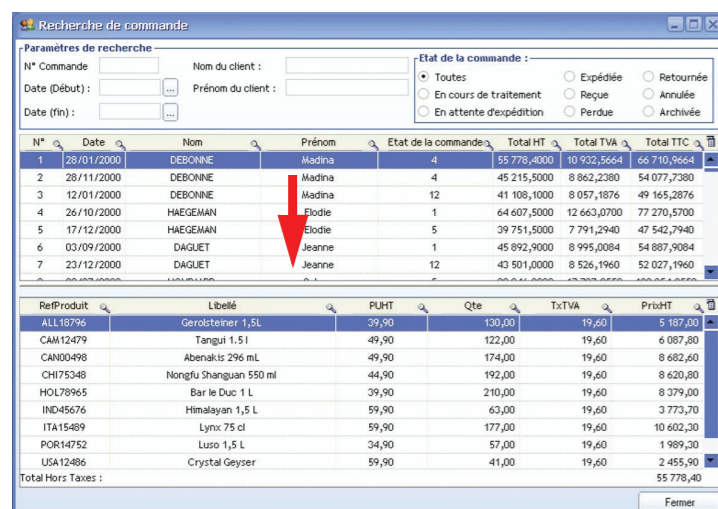 Recherche de commande
Paramètres de recherche
Etat de la commande :
N° Commande Nom du client :
Toutes Expédiée Retournée
Date (Début) : ... Prénom du client :
En cours de traitement Reçue Annulée
Date (fin) : ...
En attente d'expédition Perdue Archivée
N° Date Nom Prénom Etat de la commande Total HT Total TVA Total TTC
1 28/01/2000 DEBONNE Madina 4 55 778,4000 10 932,5664 66 710,9664
2 28/11/2000 DEBONNE Madina 4 45 215,5000 8 862,2380 54 077,7380
3 12/01/2000 DEBONNE Madina 12 41 108,1000 8 057,1876 49 165,2876
4 26/10/2000 HAEGEMAN Elodie 1 64 607,5000 12 663,0700 77 270,5700
5 17/12/2000 HAEGEMAN Elodie 5 39 751,5000 7 791,2940 47 542,7940
6 03/09/2000 DAGUET Jeanne 1 45 892,9000 8 995,0084 54 887,9084
7 23/12/2000 DAGUET Jeanne 12 43 501,0000 8 526,1960 52 027,1960
RefProduit Libellé PUHT Qte TxTVA PrixHT
ALL18796 Gerolsteiner 1,5L 39,90 130,00 19,60 5 187,00
CAM12479 Tangui 1.5 l 49,90 122,00 19,60 6 087,80
CAN00498 Abenakis 296 mL 49,90 174,00 19,60 8 682,60
CHI75348 Nongfu Shanguan 550 ml 44,90 192,00 19,60 8 620,80
HOL78965 Bar le Duc 1 L 39,90 210,00 19,60 8 379,00
IND45676 Himalayan 1,5 L 59,90 63,00 19,60 3 773,70
ITA15489 Lynx 75 cl 59,90 177,00 19,60 10 602,30
POR14752 Luso 1,5 L 34,90 57,00 19,60 1 989,30
USA12486 Crystal Geyser 59,90 41,00 19,60 2 455,90
Total Hors Taxes : 55 778,40
Fermer